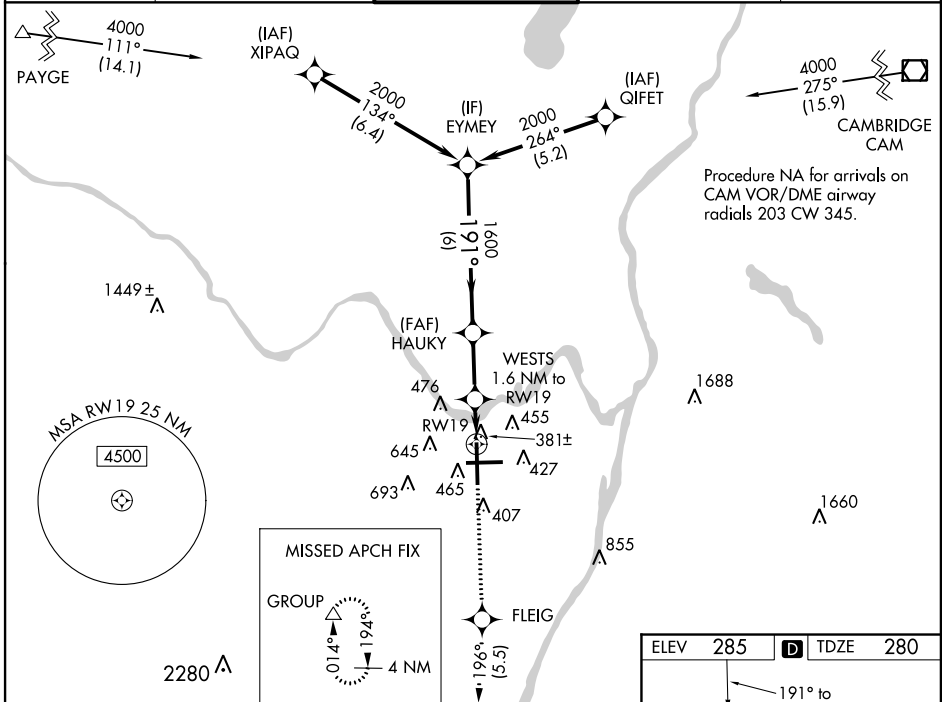 4000
111°
(14.1)
PAYGE
(IAF)
XIPAQ
2000
134°
(6.4)
(IF)
EYMEY
(IAF)
QIFET
2000
264°
(5.2)
4000
275°
(15.9)
CAMBRIDGE
CAM
Procedure NA for arrivals on
CAM VOR/DME airway
radials 203 CW 345.
1600
191°
(6)
1449 ±
(FAF)
HAUKY
WESTS
1.6 NM to
RW19
476
455
RW19
381±
645
427
465
693
407
1688
1660
855
MSA RW19 25 NM
4500
MISSED APCH FIX
GROUP
014°
194°
4 NM
FLEIG
196°
(5.5)
2280
ELEV 285 D TDZE 280
191° to